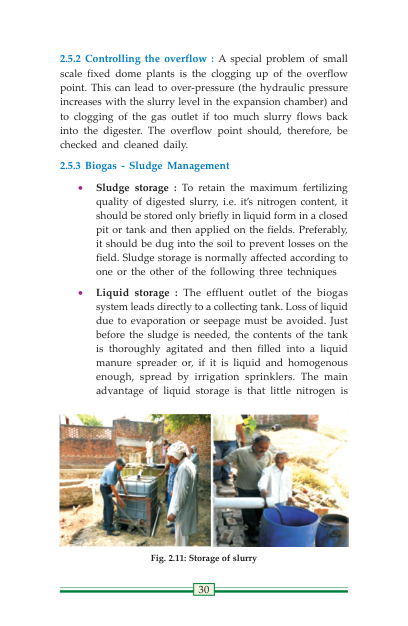 2.5.2 Controlling the overflow : A special problem of small
scale fixed dome plants is the clogging up of the overflow
point. This can lead to over-pressure (the hydraulic pressure
increases with the slurry level in the expansion chamber) and
to clogging of the gas outlet if too much slurry flows back
into the digester. The overflow point should, therefore, be
checked and cleaned daily.
2.5.3 Biogas - Sludge Management
• Sludge storage : To retain the maximum fertilizing
quality of digested slurry, i.e. it's nitrogen content, it
should be stored only briefly in liquid form in a closed
pit or tank and then applied on the fields. Preferably,
it should be dug into the soil to prevent losses on the
field. Sludge storage is normally affected according to
one or the other of the following three techniques
• Liquid storage : The effluent outlet of the biogas
system leads directly to a collecting tank. Loss of liquid
due to evaporation or seepage must be avoided. Just
before the sludge is needed, the contents of the tank
is thoroughly agitated and then filled into a liquid
manure spreader or, if it is liquid and homogenous
enough, spread by irrigation sprinklers. The main
advantage of liquid storage is that little nitrogen is
Fig. 2.11: Storage of slurry
30